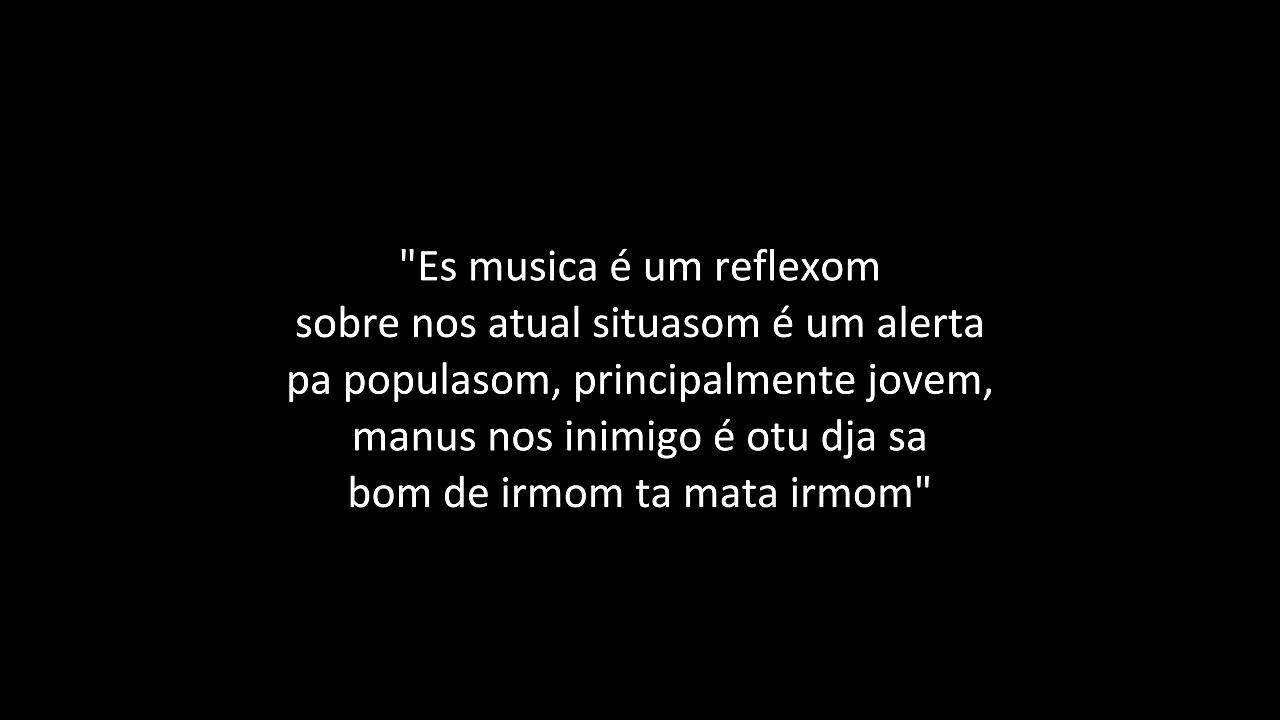 "Es musica é um reflexom
sobre nos atual situasom é um alerta
pa populasom, principalmente jovem,
manus nos inimigo é otu dja sa
bom de irmom ta mata irmom"